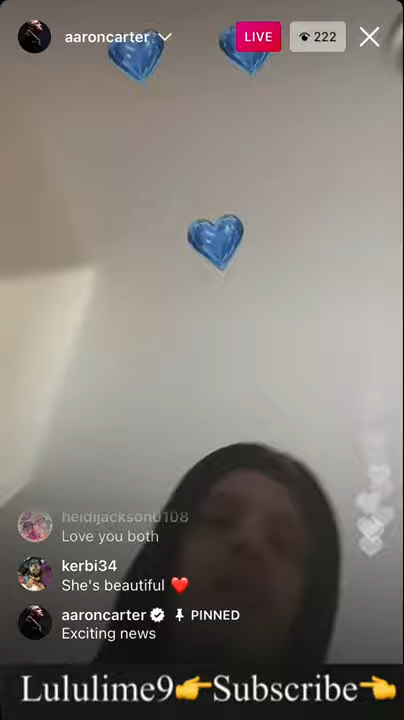 aaroncarter
LIVE
222
heidijackson0108
Love you both
kerbi34
She's beautiful ❤️
aaroncarter PINNED
Exciting news
Lululime9👉Subscribe👈